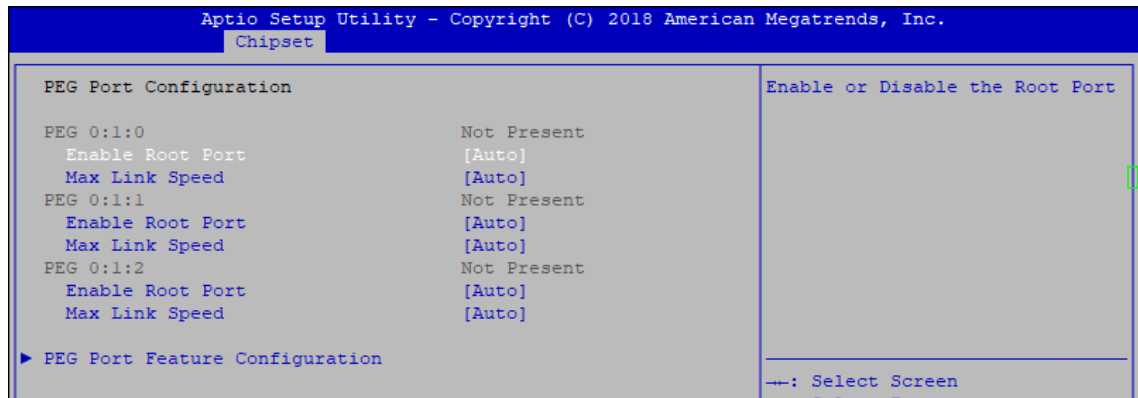 Aptio Setup Utility - Copyright (C) 2018 American Megatrends, Inc.
Chipset
PEG Port Configuration
Enable or Disable the Root Port
PEG 0:1:0 Not Present
Enable Root Port [Auto]
Max Link Speed [Auto]
PEG 0:1:1 Not Present
Enable Root Port [Auto]
Max Link Speed [Auto]
PEG 0:1:2 Not Present
Enable Root Port [Auto]
Max Link Speed [Auto]
► PEG Port Feature Configuration
→←: Select Screen